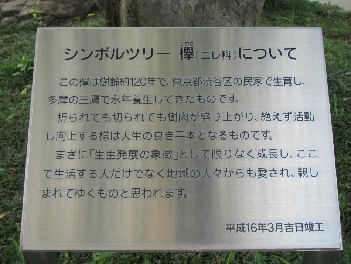 シンボルツリー 欅(ニレ科)について
けやき
この欅は樹齢約120年で、東京都渋谷区の民家で生育し、
多摩の三鷹で永年養生してきたものです。
折られても切られても樹肉が盛り上がり、絶えず活動
し向上する様は人生の良き手本となるものです。
まさに「生生発展の象徴」として限りなく成長し、ここ
で生活する人だけでなく地域の人々からも愛され、親し
まれてゆくものと思われます。
平成16年3月吉日竣工